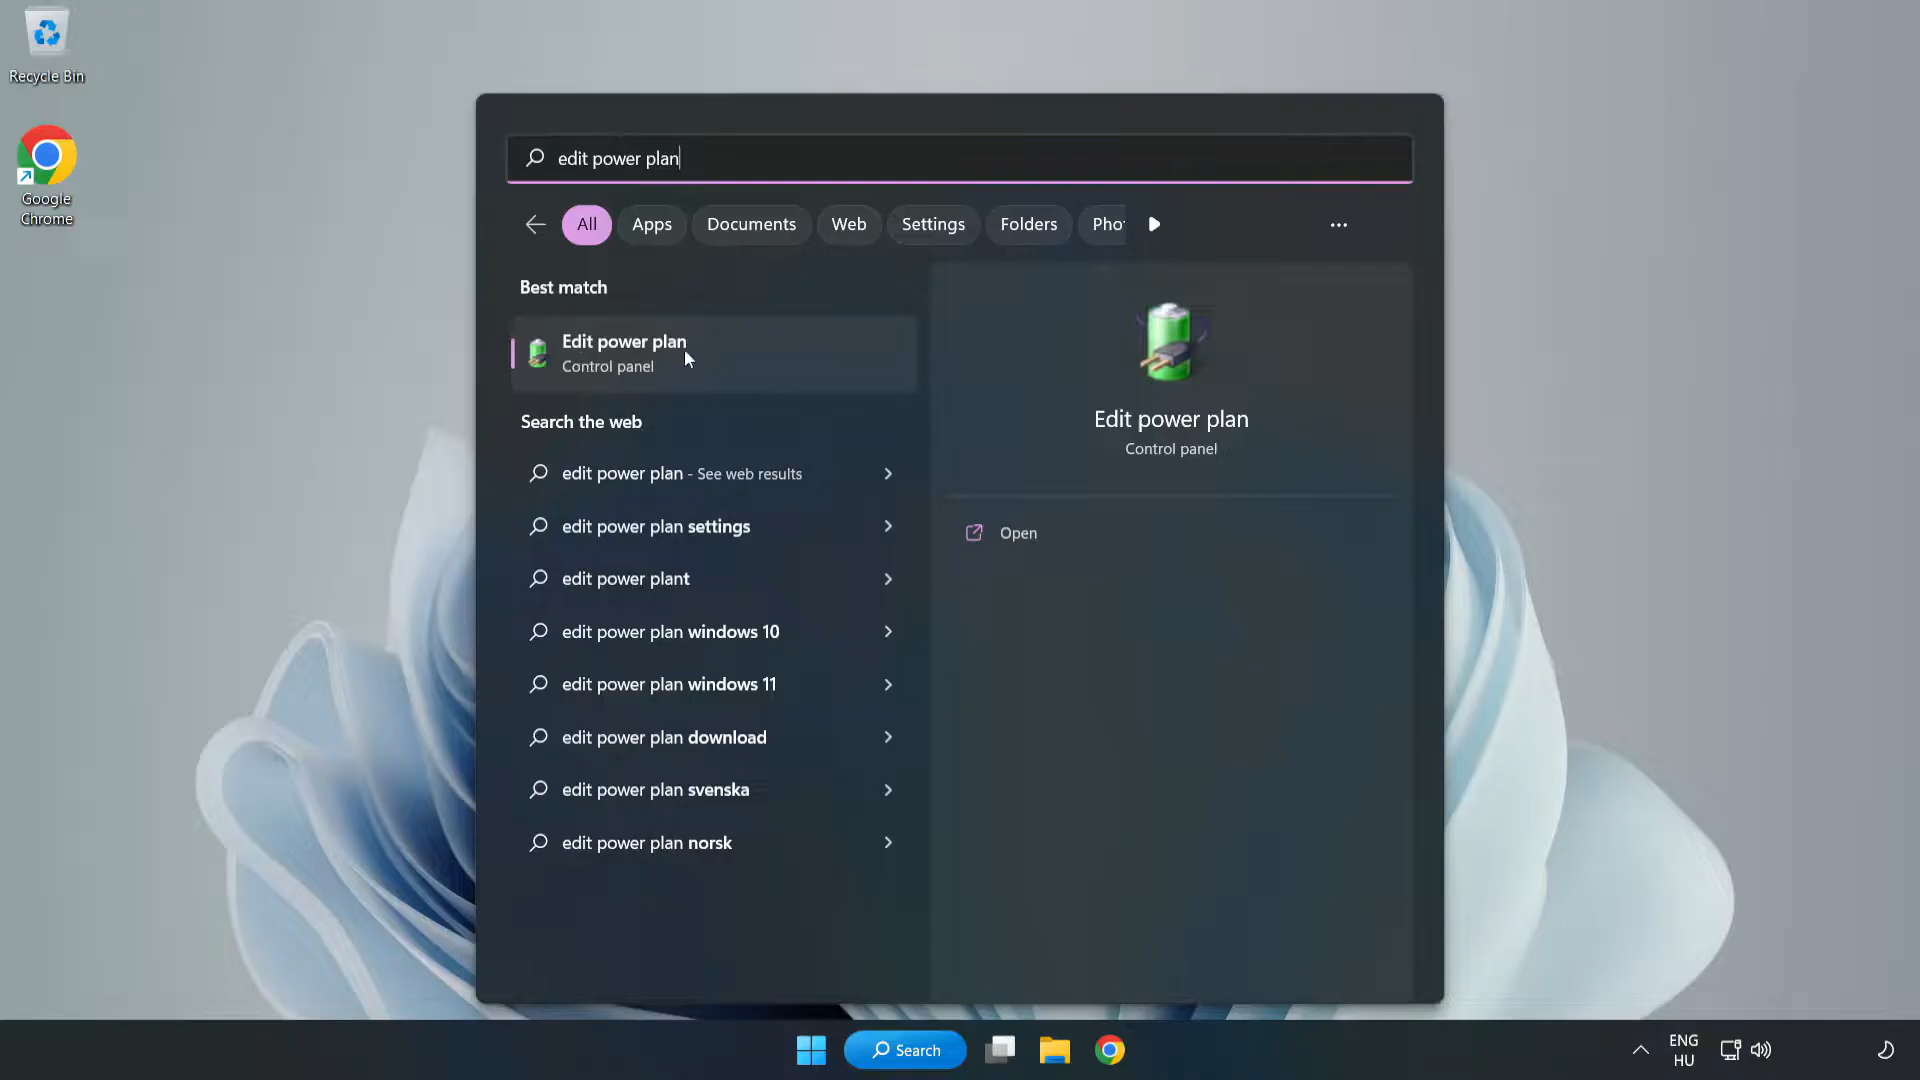 Recycle Bin
Google
Chrome
edit power plan
All
Apps
Documents
Web
Settings
Folders
Pho
Best match
Edit power plan
Control panel
Search the web
edit power plan - See web results
edit power plan settings
edit power plant
edit power plan windows 10
edit power plan windows 11
edit power plan download
edit power plan svenska
edit power plan norsk
Edit power plan
Control panel
Open
Search
ENG
HU